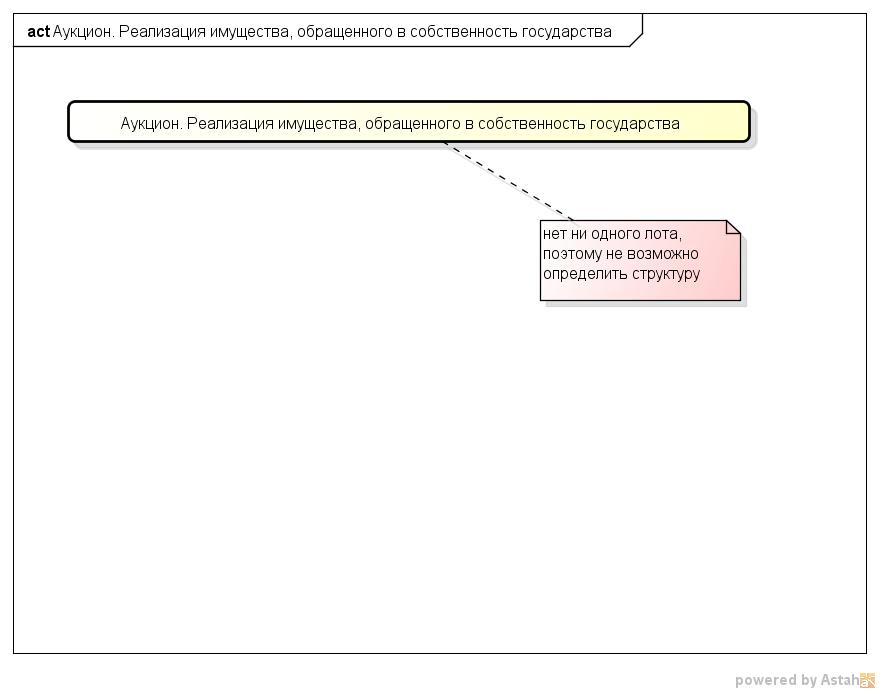 act Аукцион. Реализация имущества, обращенного в собственность государства
Аукцион. Реализация имущества, обращенного в собственность государства
нет ни одного лота,
поэтому не возможно
определить структуру
powered by Astah